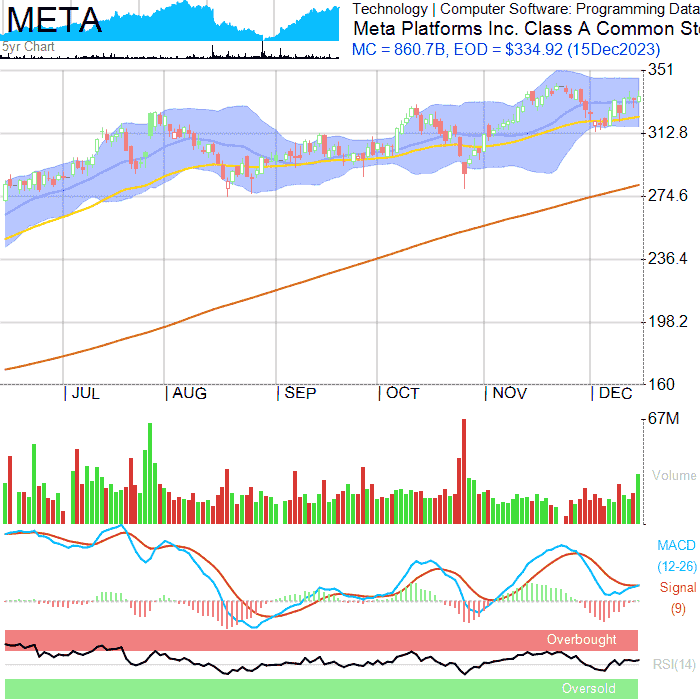 META
5yr Chart
Technology | Computer Software: Programming Data
Meta Platforms Inc. Class A Common Sto
MC = 860.7B, EOD = $334.92 (15Dec2023)
351
312.8
274.6
236.4
198.2
160
| JUL | AUG | SEP | OCT | NOV | DEC
67M
Volume
MACD
(12-26)
Signal
(9)
Overbought
RSI(14)
Oversold